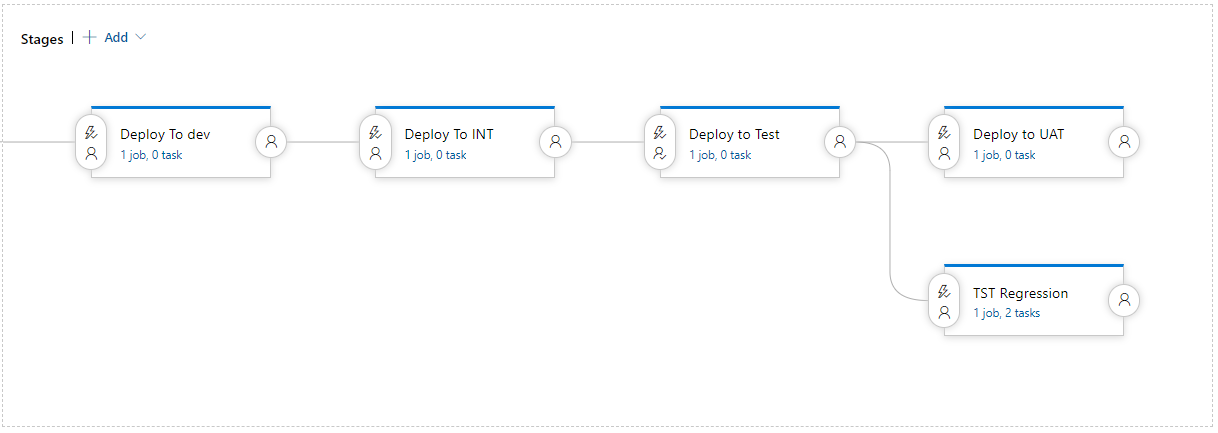 Stages | + Add
Deploy To dev
1 job, 0 task
Deploy To INT
1 job, 0 task
Deploy to Test
1 job, 0 task
Deploy to UAT
1 job, 0 task
TST Regression
1 job, 2 tasks